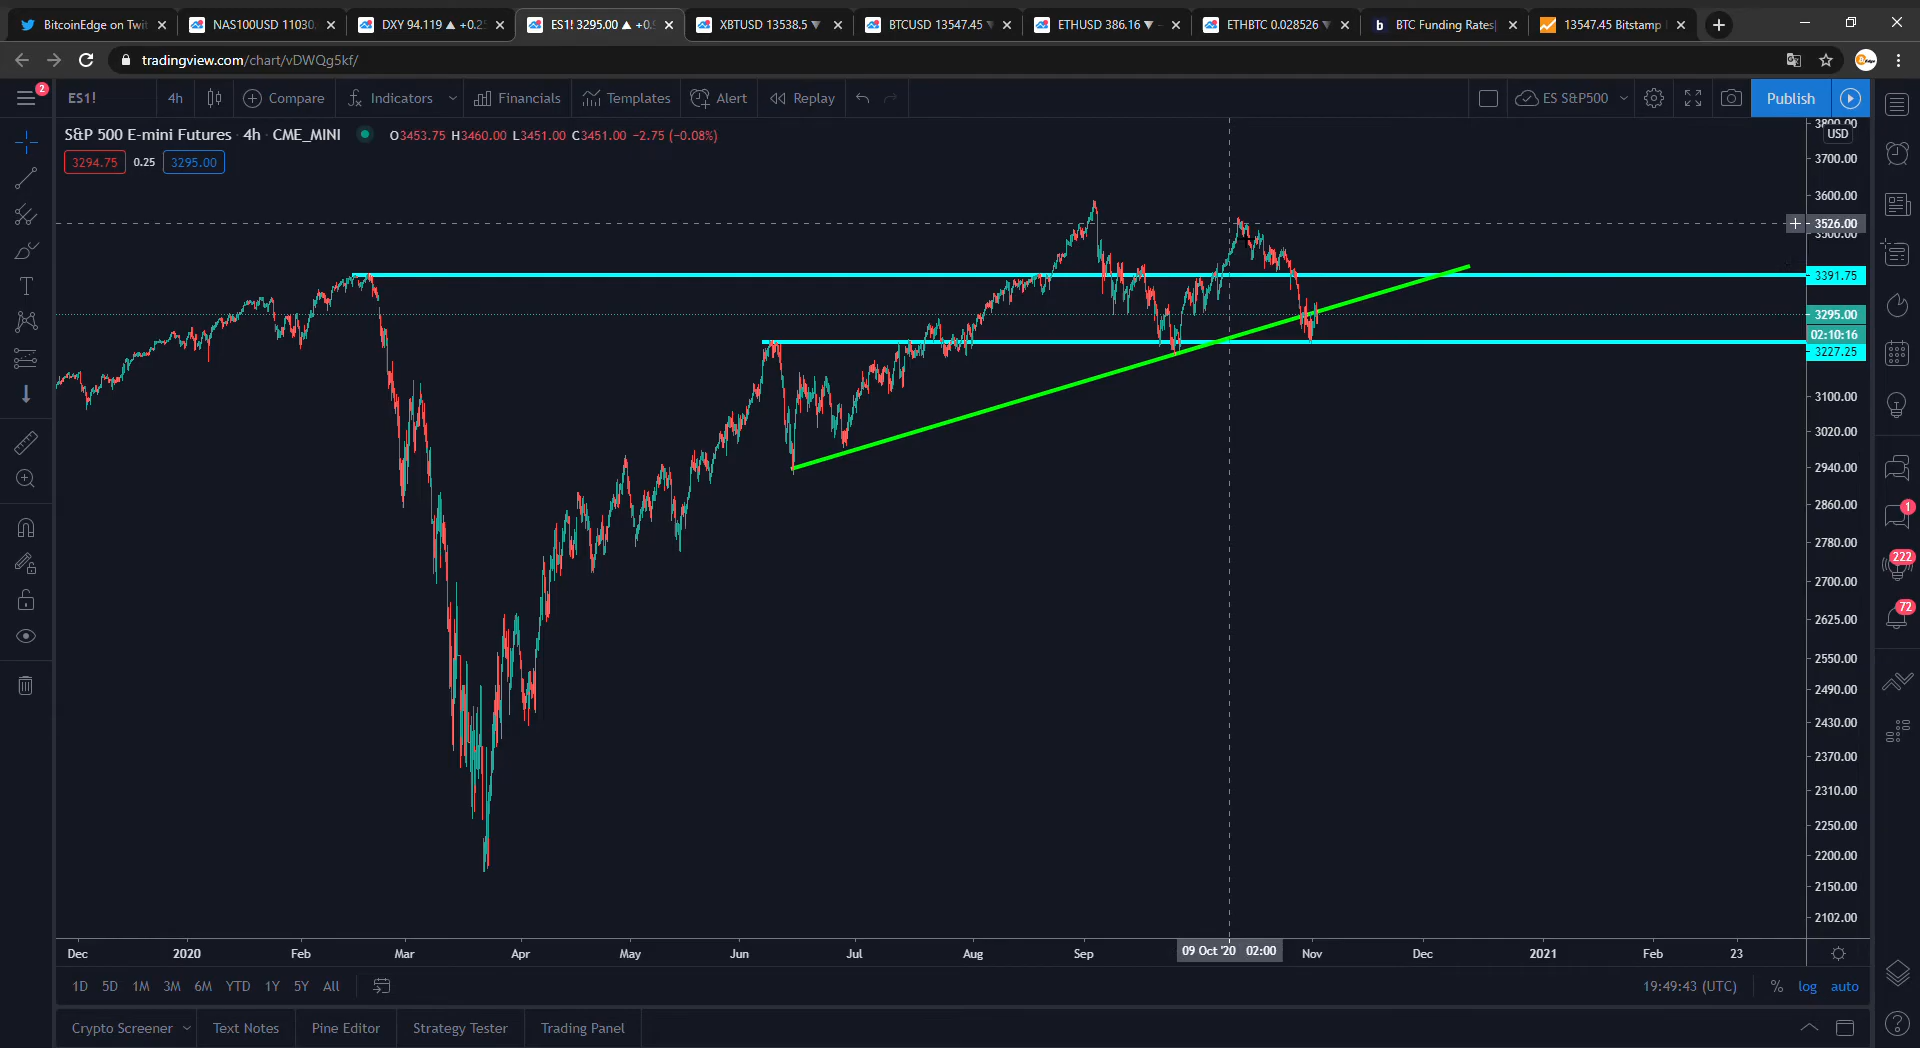 BitcoinEdge on Twit
NAS100USD 11030.
DXY 94.119 ▲ +0.2
ES1! 3295.00 ▲ +0.
XBTUSD 13538.5 ▼
BTCUSD 13547.45 ▼
ETHUSD 386.16 ▼
ETHBTC 0.028526 ▼
BTC Funding Rates|
13547.45 Bitstamp
tradingview.com/chart/vDWQg5kf/
2
ES1!
4h
Compare
Indicators
Financials
Templates
Alert
Replay
ES S&P500
Publish
S&P 500 E-mini Futures · 4h · CME_MINI
O3453.75 H3460.00 L3451.00 C3451.00 −2.75 (−0.08%)
3294.75 0.25 3295.00
3800.00
USD
3700.00
3600.00
3526.00
3500.00
3391.75
3295.00
02:10:16
3227.25
3100.00
3020.00
2940.00
2860.00
2780.00
2700.00
2625.00
2550.00
2490.00
2430.00
2370.00
2310.00
2250.00
2200.00
2150.00
2102.00
1
222
72
Dec 2020 Feb Mar Apr May Jun Jul Aug Sep 09 Oct '20 02:00 Nov Dec 2021 Feb 23
1D 5D 1M 3M 6M YTD 1Y 5Y All
19:49:43 (UTC) % log auto
Crypto Screener Text Notes Pine Editor Strategy Tester Trading Panel